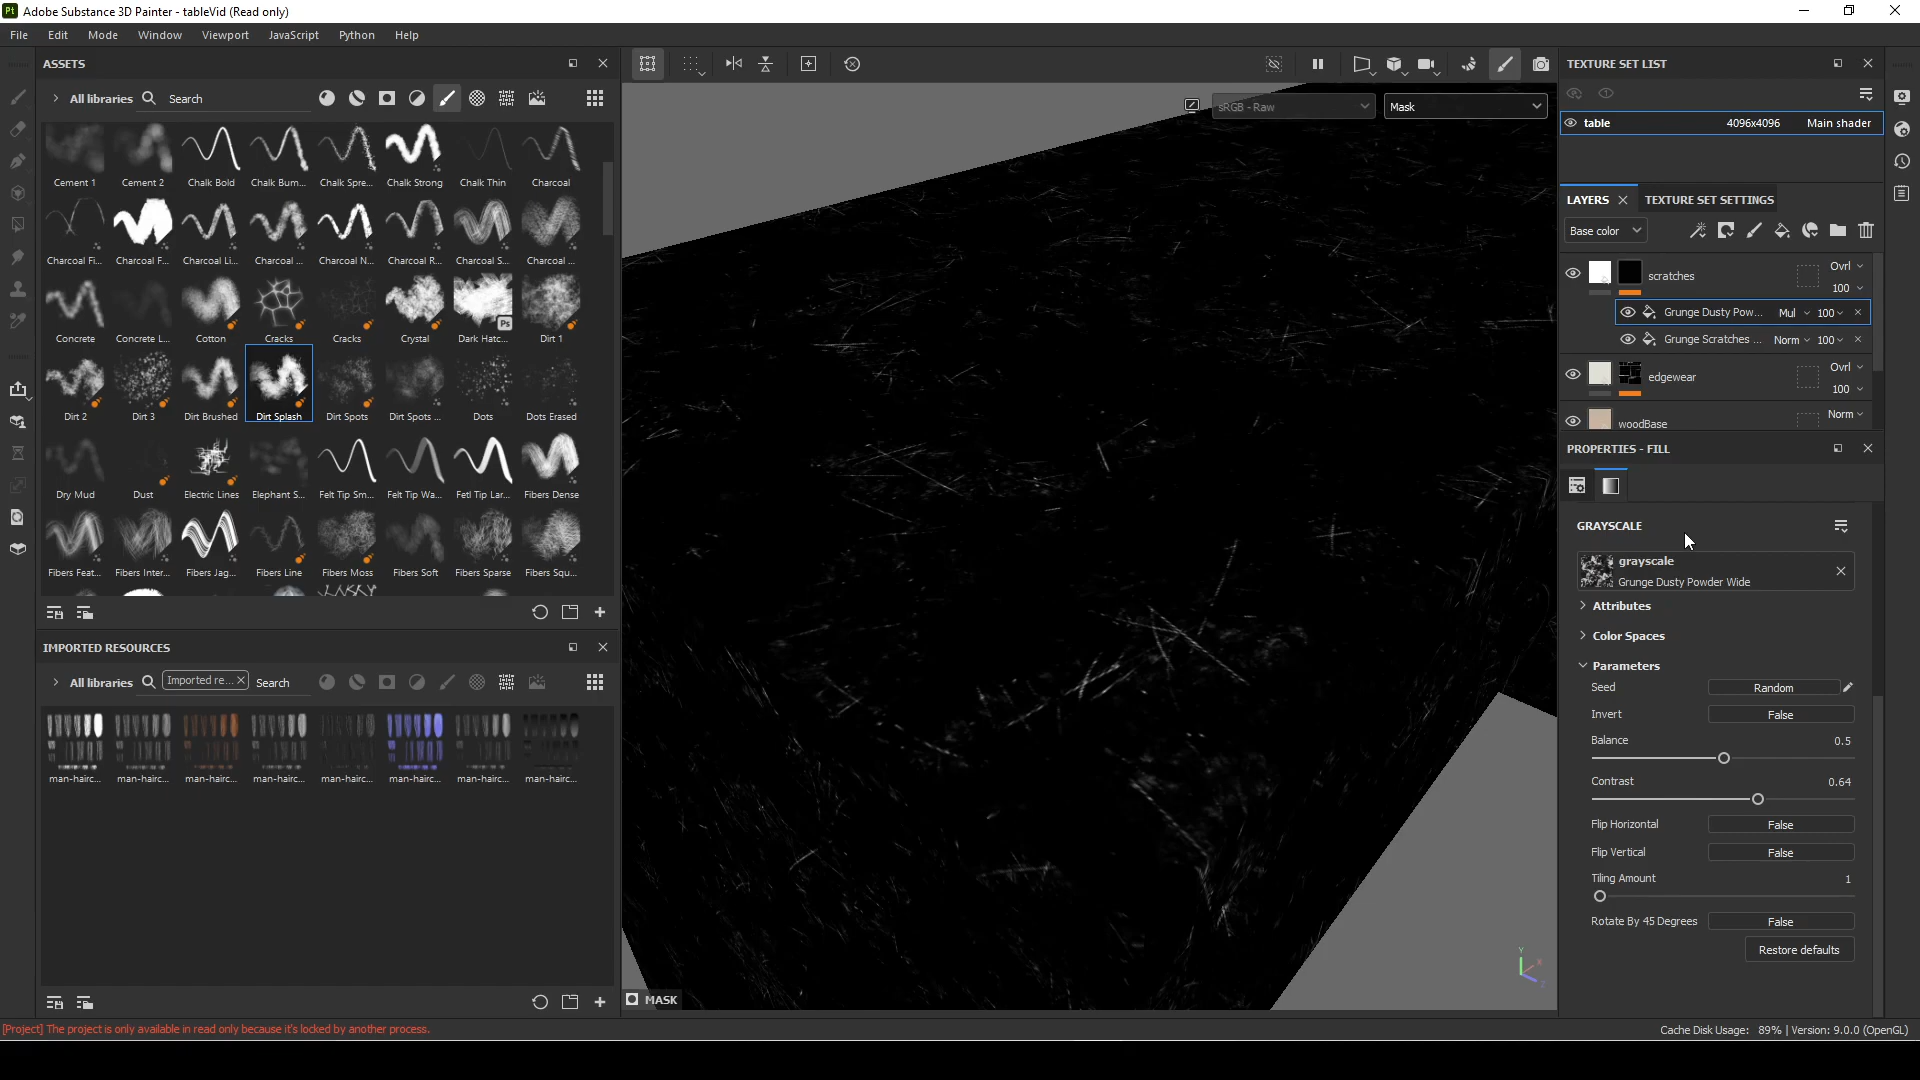 Adobe Substance 3D Painter - tableVid (Read only)
File Edit Mode Window Viewport JavaScript Python Help
ASSETS
All libraries Search
Cement 1 Cement 2 Chalk Bold Chalk Bum... Chalk Spre... Chalk Strong Chalk Thin Charcoal
Charcoal Fi... Charcoal F... Charcoal Li... Charcoal ... Charcoal N... Charcoal R... Charcoal S... Charcoal ...
Concrete Concrete L... Cotton Cracks Cracks Crystal Dark Hatc... Dirt 1
Dirt 2 Dirt 3 Dirt Brushed Dirt Splash Dirt Spots Dirt Spots ... Dots Dots Erased
Dry Mud Dust Electric Lines Elephant S... Felt Tip Sm... Felt Tip Wa... Fetl Tip Lar... Fibers Dense
Fibers Feat... Fibers Inter... Fibers Jag... Fibers Line Fibers Moss Fibers Soft Fibers Sparse Fibers Squ...
IMPORTED RESOURCES
All libraries Imported re... Search
man-hairc... man-hairc... man-hairc... man-hairc... man-hairc... man-hairc... man-hairc... man-hairc...
sRGB - Raw Mask
MASK
TEXTURE SET LIST
table 4096x4096 Main shader
LAYERS TEXTURE SET SETTINGS
Base color
scratches Ovrl
100
Grunge Dusty Pow... Mul 100
Grunge Scratches ... Norm 100
edgewear Ovrl
100
woodBase Norm
PROPERTIES - FILL
GRAYSCALE
grayscale
Grunge Dusty Powder Wide
Attributes
Color Spaces
Parameters
Seed Random
Invert False
Balance 0.5
Contrast 0.64
Flip Horizontal False
Flip Vertical False
Tiling Amount 1
Rotate By 45 Degrees False
Restore defaults
[Project] The project is only available in read only because it's locked by another process.
Cache Disk Usage: 89% | Version: 9.0.0 (OpenGL)